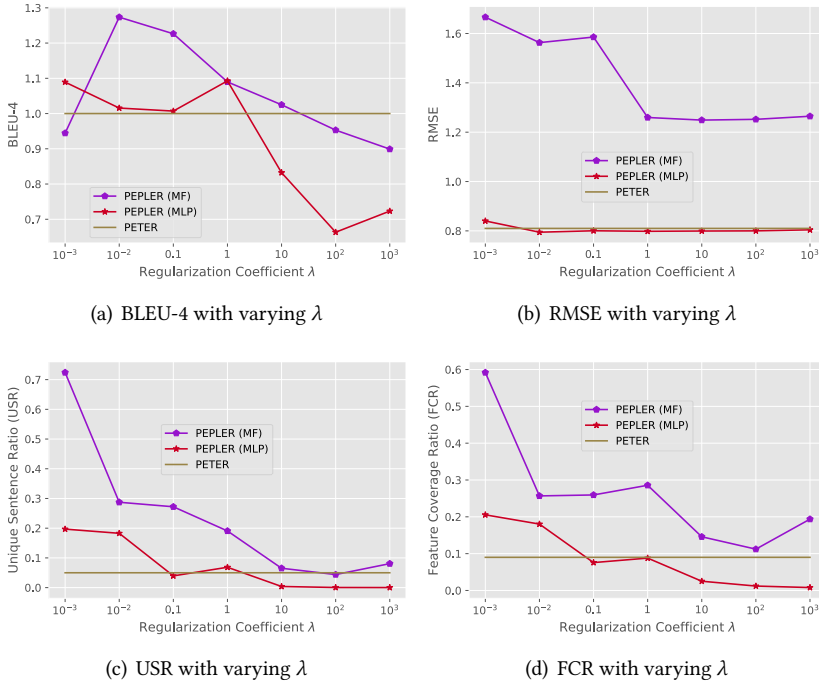 1.3
1.2
1.1
1.0
0.9
0.8
0.7
BLEU-4
PEPLER (MF)
PEPLER (MLP)
PETER
10⁻³ 10⁻² 0.1 1 10 10² 10³
Regularization Coefficient λ
(a) BLEU-4 with varying λ
1.6
1.4
1.2
1.0
0.8
RMSE
PEPLER (MF)
PEPLER (MLP)
PETER
10⁻³ 10⁻² 0.1 1 10 10² 10³
Regularization Coefficient λ
(b) RMSE with varying λ
0.7
0.6
0.5
0.4
0.3
0.2
0.1
0.0
Unique Sentence Ratio (USR)
PEPLER (MF)
PEPLER (MLP)
PETER
10⁻³ 10⁻² 0.1 1 10 10² 10³
Regularization Coefficient λ
(c) USR with varying λ
0.6
0.5
0.4
0.3
0.2
0.1
0.0
Feature Coverage Ratio (FCR)
PEPLER (MF)
PEPLER (MLP)
PETER
10⁻³ 10⁻² 0.1 1 10 10² 10³
Regularization Coefficient λ
(d) FCR with varying λ